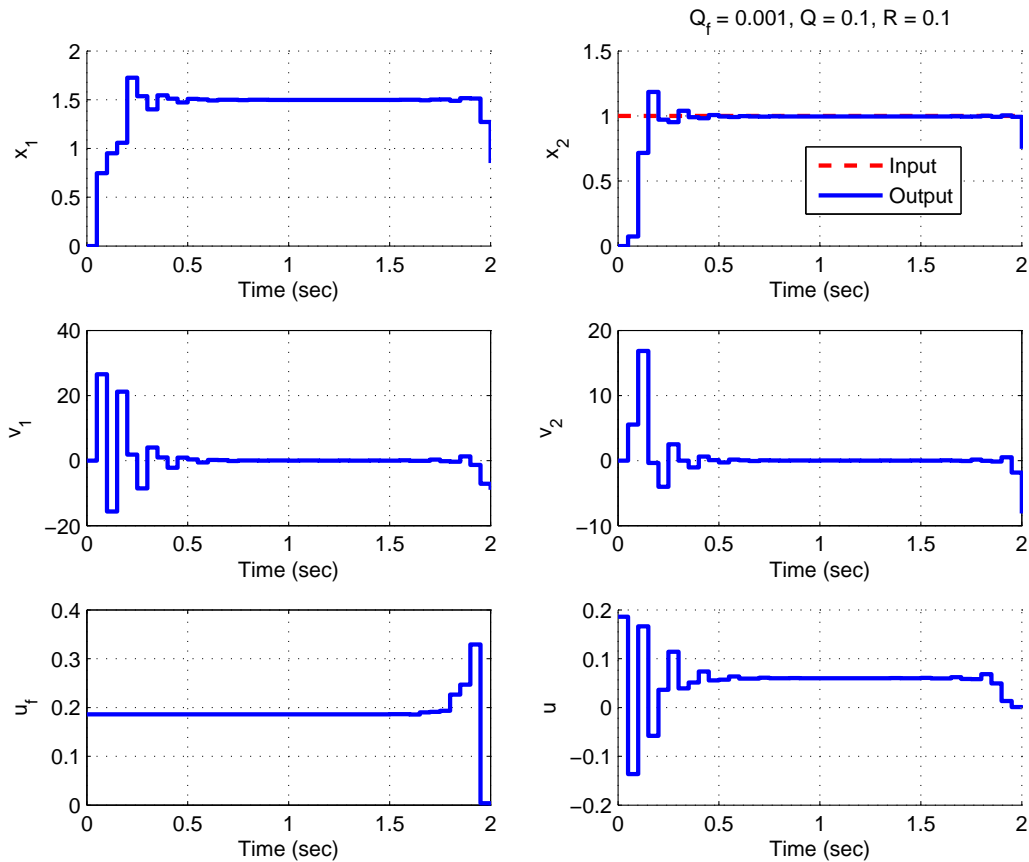 Q_f = 0.001, Q = 0.1, R = 0.1
2
1.5
1
0.5
0
x_1
0 0.5 1 1.5 2
Time (sec)
1.5
1
0.5
0
x_2
Input
Output
0 0.5 1 1.5 2
Time (sec)
40
20
0
−20
v_1
0 0.5 1 1.5 2
Time (sec)
20
10
0
−10
v_2
0 0.5 1 1.5 2
Time (sec)
0.4
0.3
0.2
0.1
0
u_f
0 0.5 1 1.5 2
Time (sec)
0.2
0.1
0
−0.1
−0.2
u
0 0.5 1 1.5 2
Time (sec)